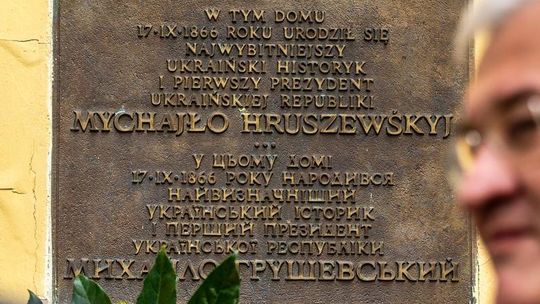 W TYM DOMU
17·IX·1866 ROKU URODZIŁ SIĘ
NAJWYBITNIEJSZY
UKRAIŃSKI HISTORYK
I PIERWSZY PREZYDENT
UKRAIŃSKIEJ REPUBLIKI
MYCHAJŁO HRUSZEWŚKYJ
...
У ЦЬОМУ ДОМІ
17·IX·1866 РОКУ НАРОДИВСЯ
НАЙВИЗНАЧНІШИЙ
УКРАЇНСЬКИЙ ІСТОРИК
І ПЕРШИЙ ПРЕЗИДЕНТ
УКРАЇНСЬКОЇ РЕСПУБЛІКИ
МИХАЙЛО ГРУШЕВСЬКИЙ